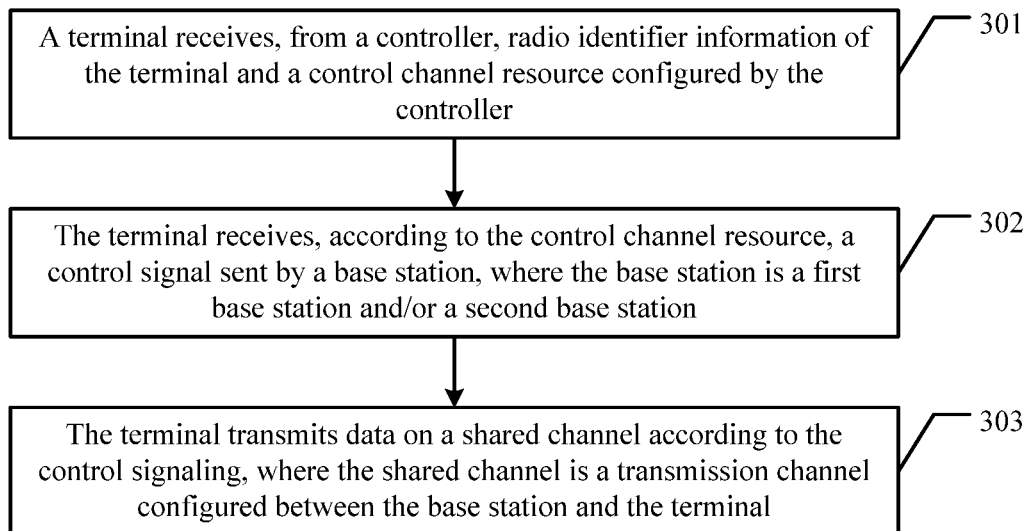 A terminal receives, from a controller, radio identifier information of
the terminal and a control channel resource configured by the
controller
301
The terminal receives, according to the control channel resource, a
control signal sent by a base station, where the base station is a first
base station and/or a second base station
302
The terminal transmits data on a shared channel according to the
control signaling, where the shared channel is a transmission channel
configured between the base station and the terminal
303